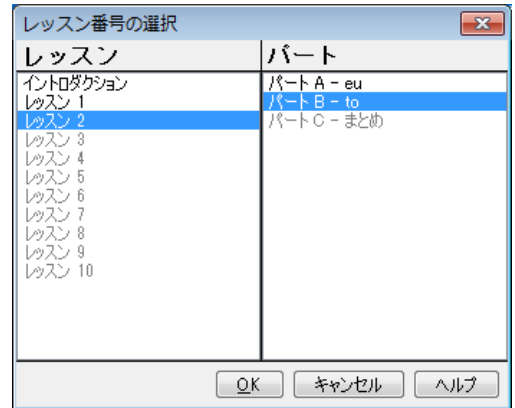 レッスン番号の選択
レッスン
イントロダクション
レッスン 1
レッスン 2
レッスン 3
レッスン 4
レッスン 5
レッスン 6
レッスン 7
レッスン 8
レッスン 9
レッスン 10
パート
パート A - eu
パート B - to
パート C - まとめ
OK
キャンセル
ヘルプ